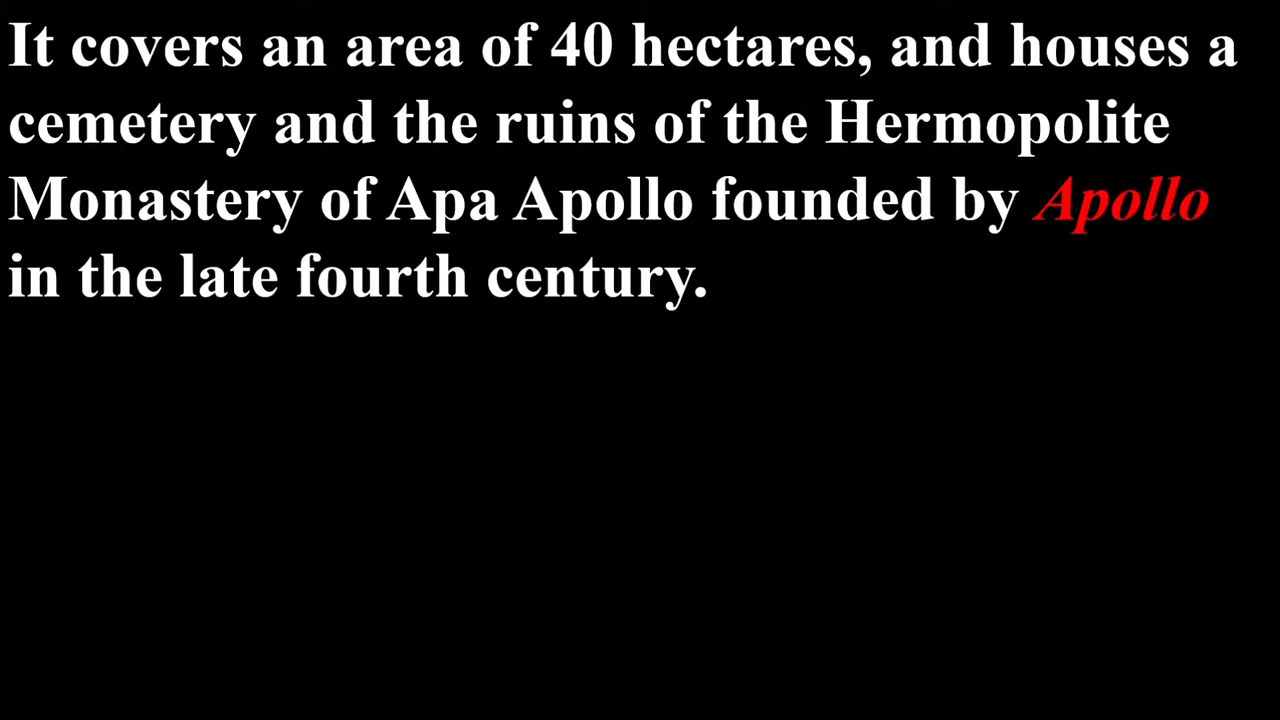 It covers an area of 40 hectares, and houses a
cemetery and the ruins of the Hermopolite
Monastery of Apa Apollo founded by Apollo
in the late fourth century.